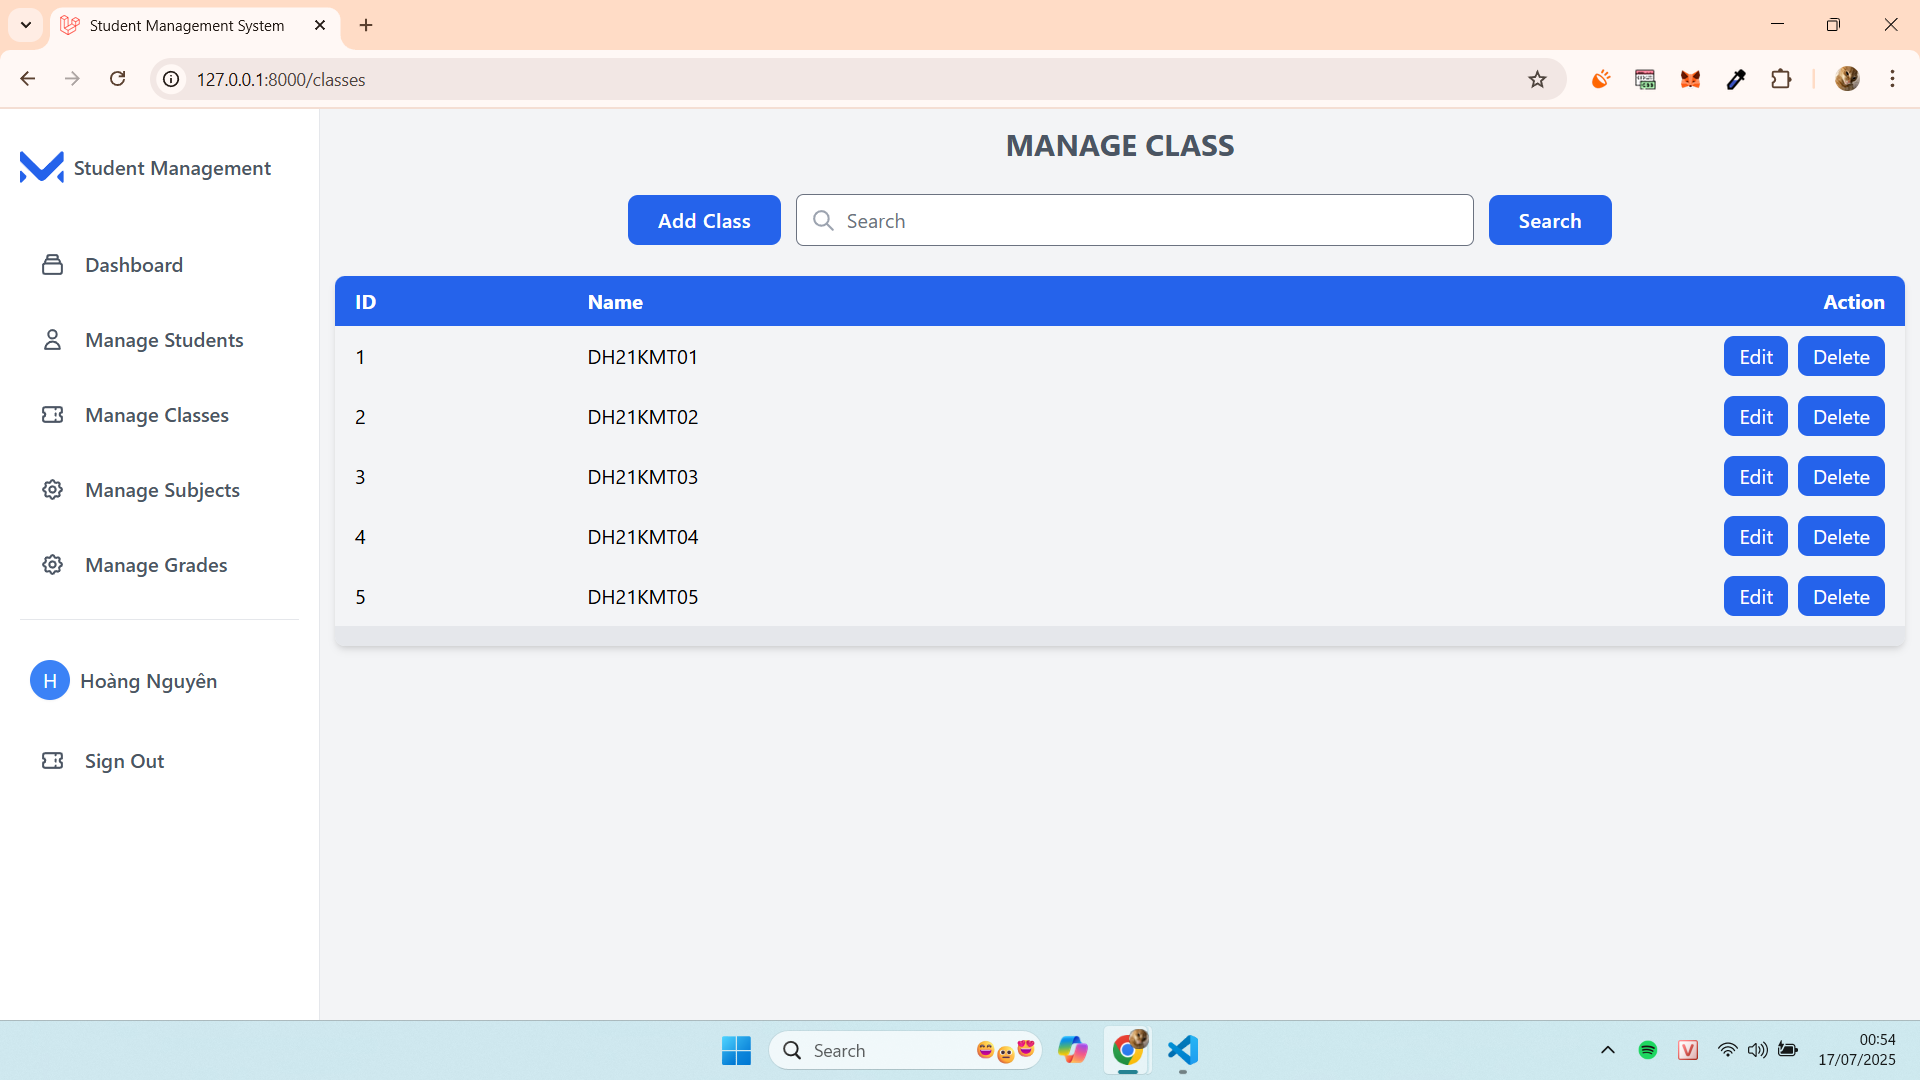 Student Management System
127.0.0.1:8000/classes
Student Management
Dashboard
Manage Students
Manage Classes
Manage Subjects
Manage Grades
H Hoàng Nguyên
Sign Out
MANAGE CLASS
Add Class Search Search
ID Name Action
1 DH21KMT01 Edit Delete
2 DH21KMT02 Edit Delete
3 DH21KMT03 Edit Delete
4 DH21KMT04 Edit Delete
5 DH21KMT05 Edit Delete
Search
V
00:54
17/07/2025